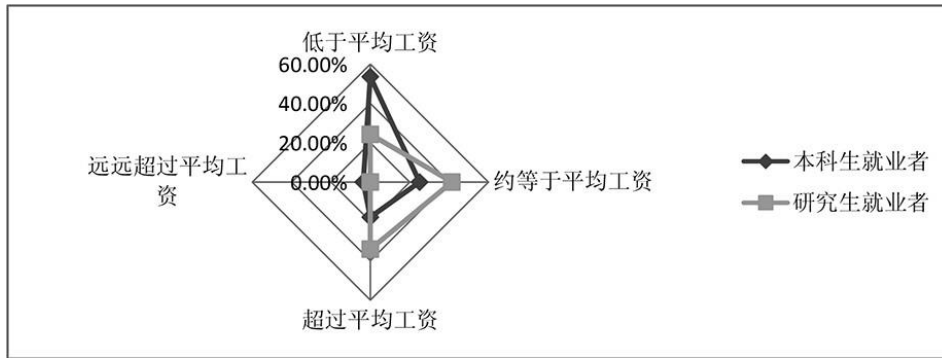 低于平均工资
60.00%
40.00%
20.00%
0.00%
远远超过平均工
资
约等于平均工资
超过平均工资
本科生就业者
研究生就业者